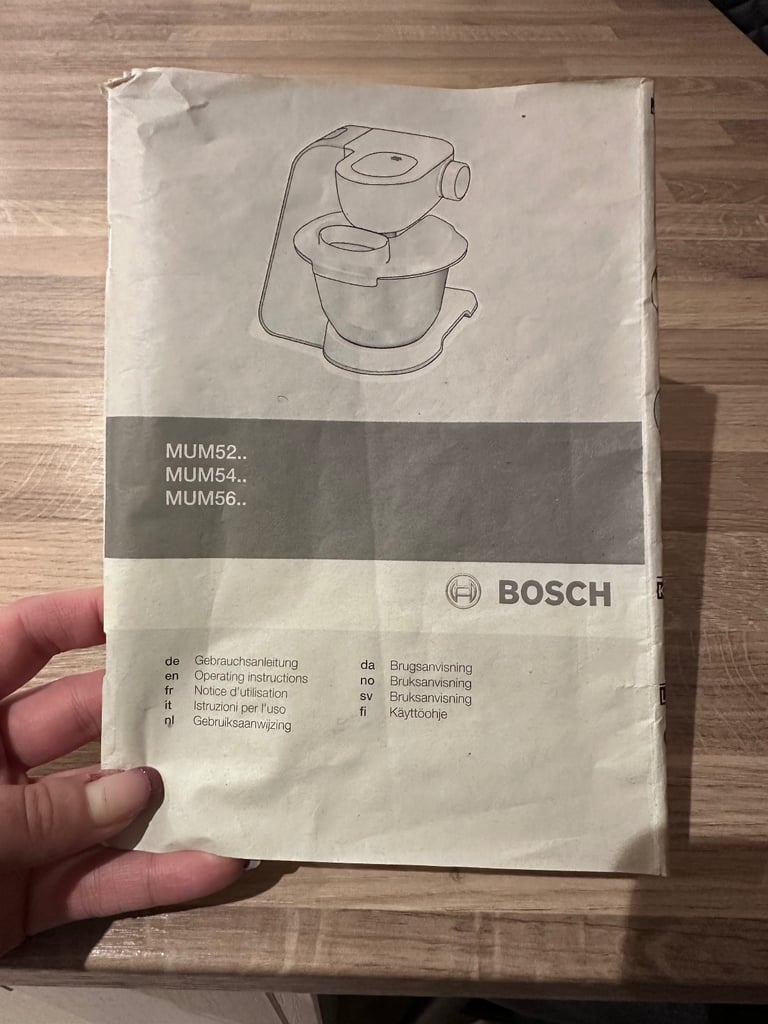 MUM52..
MUM54..
MUM56..
BOSCH
de Gebrauchsanleitung
en Operating instructions
fr Notice d'utilisation
it Istruzioni per l'uso
nl Gebruiksaanwijzing
da Brugsanvisning
no Bruksanvisning
sv Bruksanvisning
fi Käyttöohje